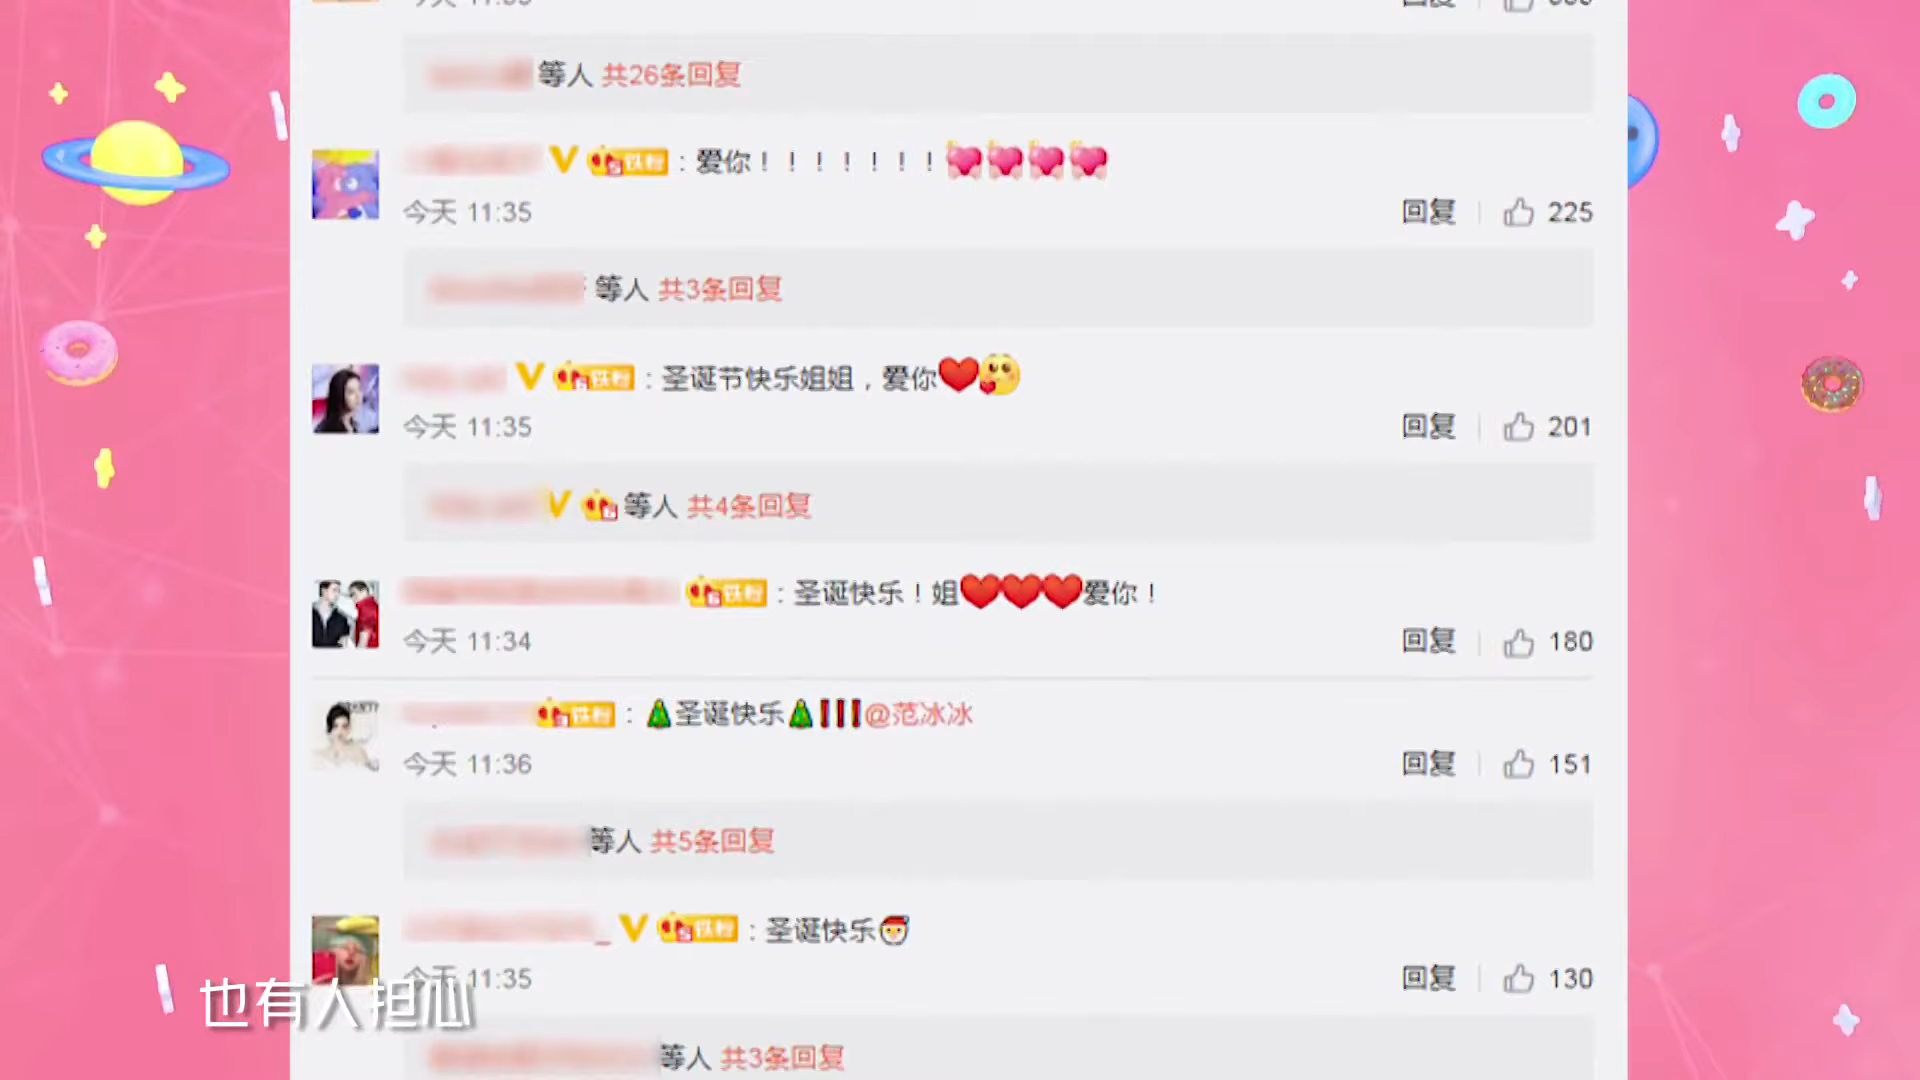 今天 11:35
等人 共26条回复
铁粉：爱你！！！！！！！
今天 11:35 回复 225
等人 共3条回复
铁粉：圣诞节快乐姐姐，爱你
今天 11:35 回复 201
等人 共4条回复
铁粉：圣诞快乐！姐爱你！
今天 11:34 回复 180
铁粉：圣诞快乐@范冰冰
今天 11:36 回复 151
等人 共5条回复
铁粉：圣诞快乐
今天 11:35 回复 130
也有人担心
等人 共3条回复